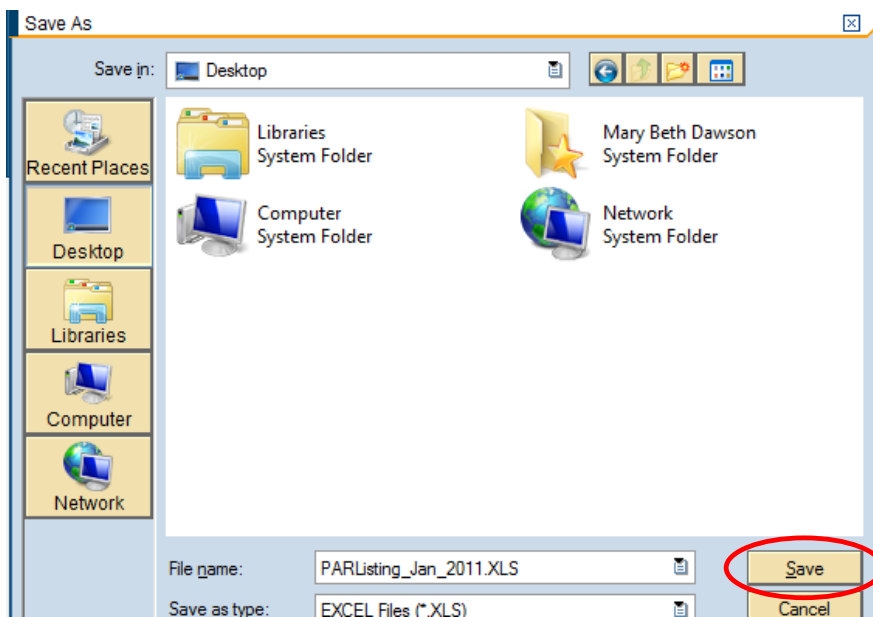 Save As
Save in:
Desktop
Recent Places
Desktop
Libraries
Computer
Network
Libraries
System Folder
Mary Beth Dawson
System Folder
Computer
System Folder
Network
System Folder
File name:
PARListing_Jan_2011.XLS
Save
Save as type:
EXCEL Files (*.XLS)
Cancel